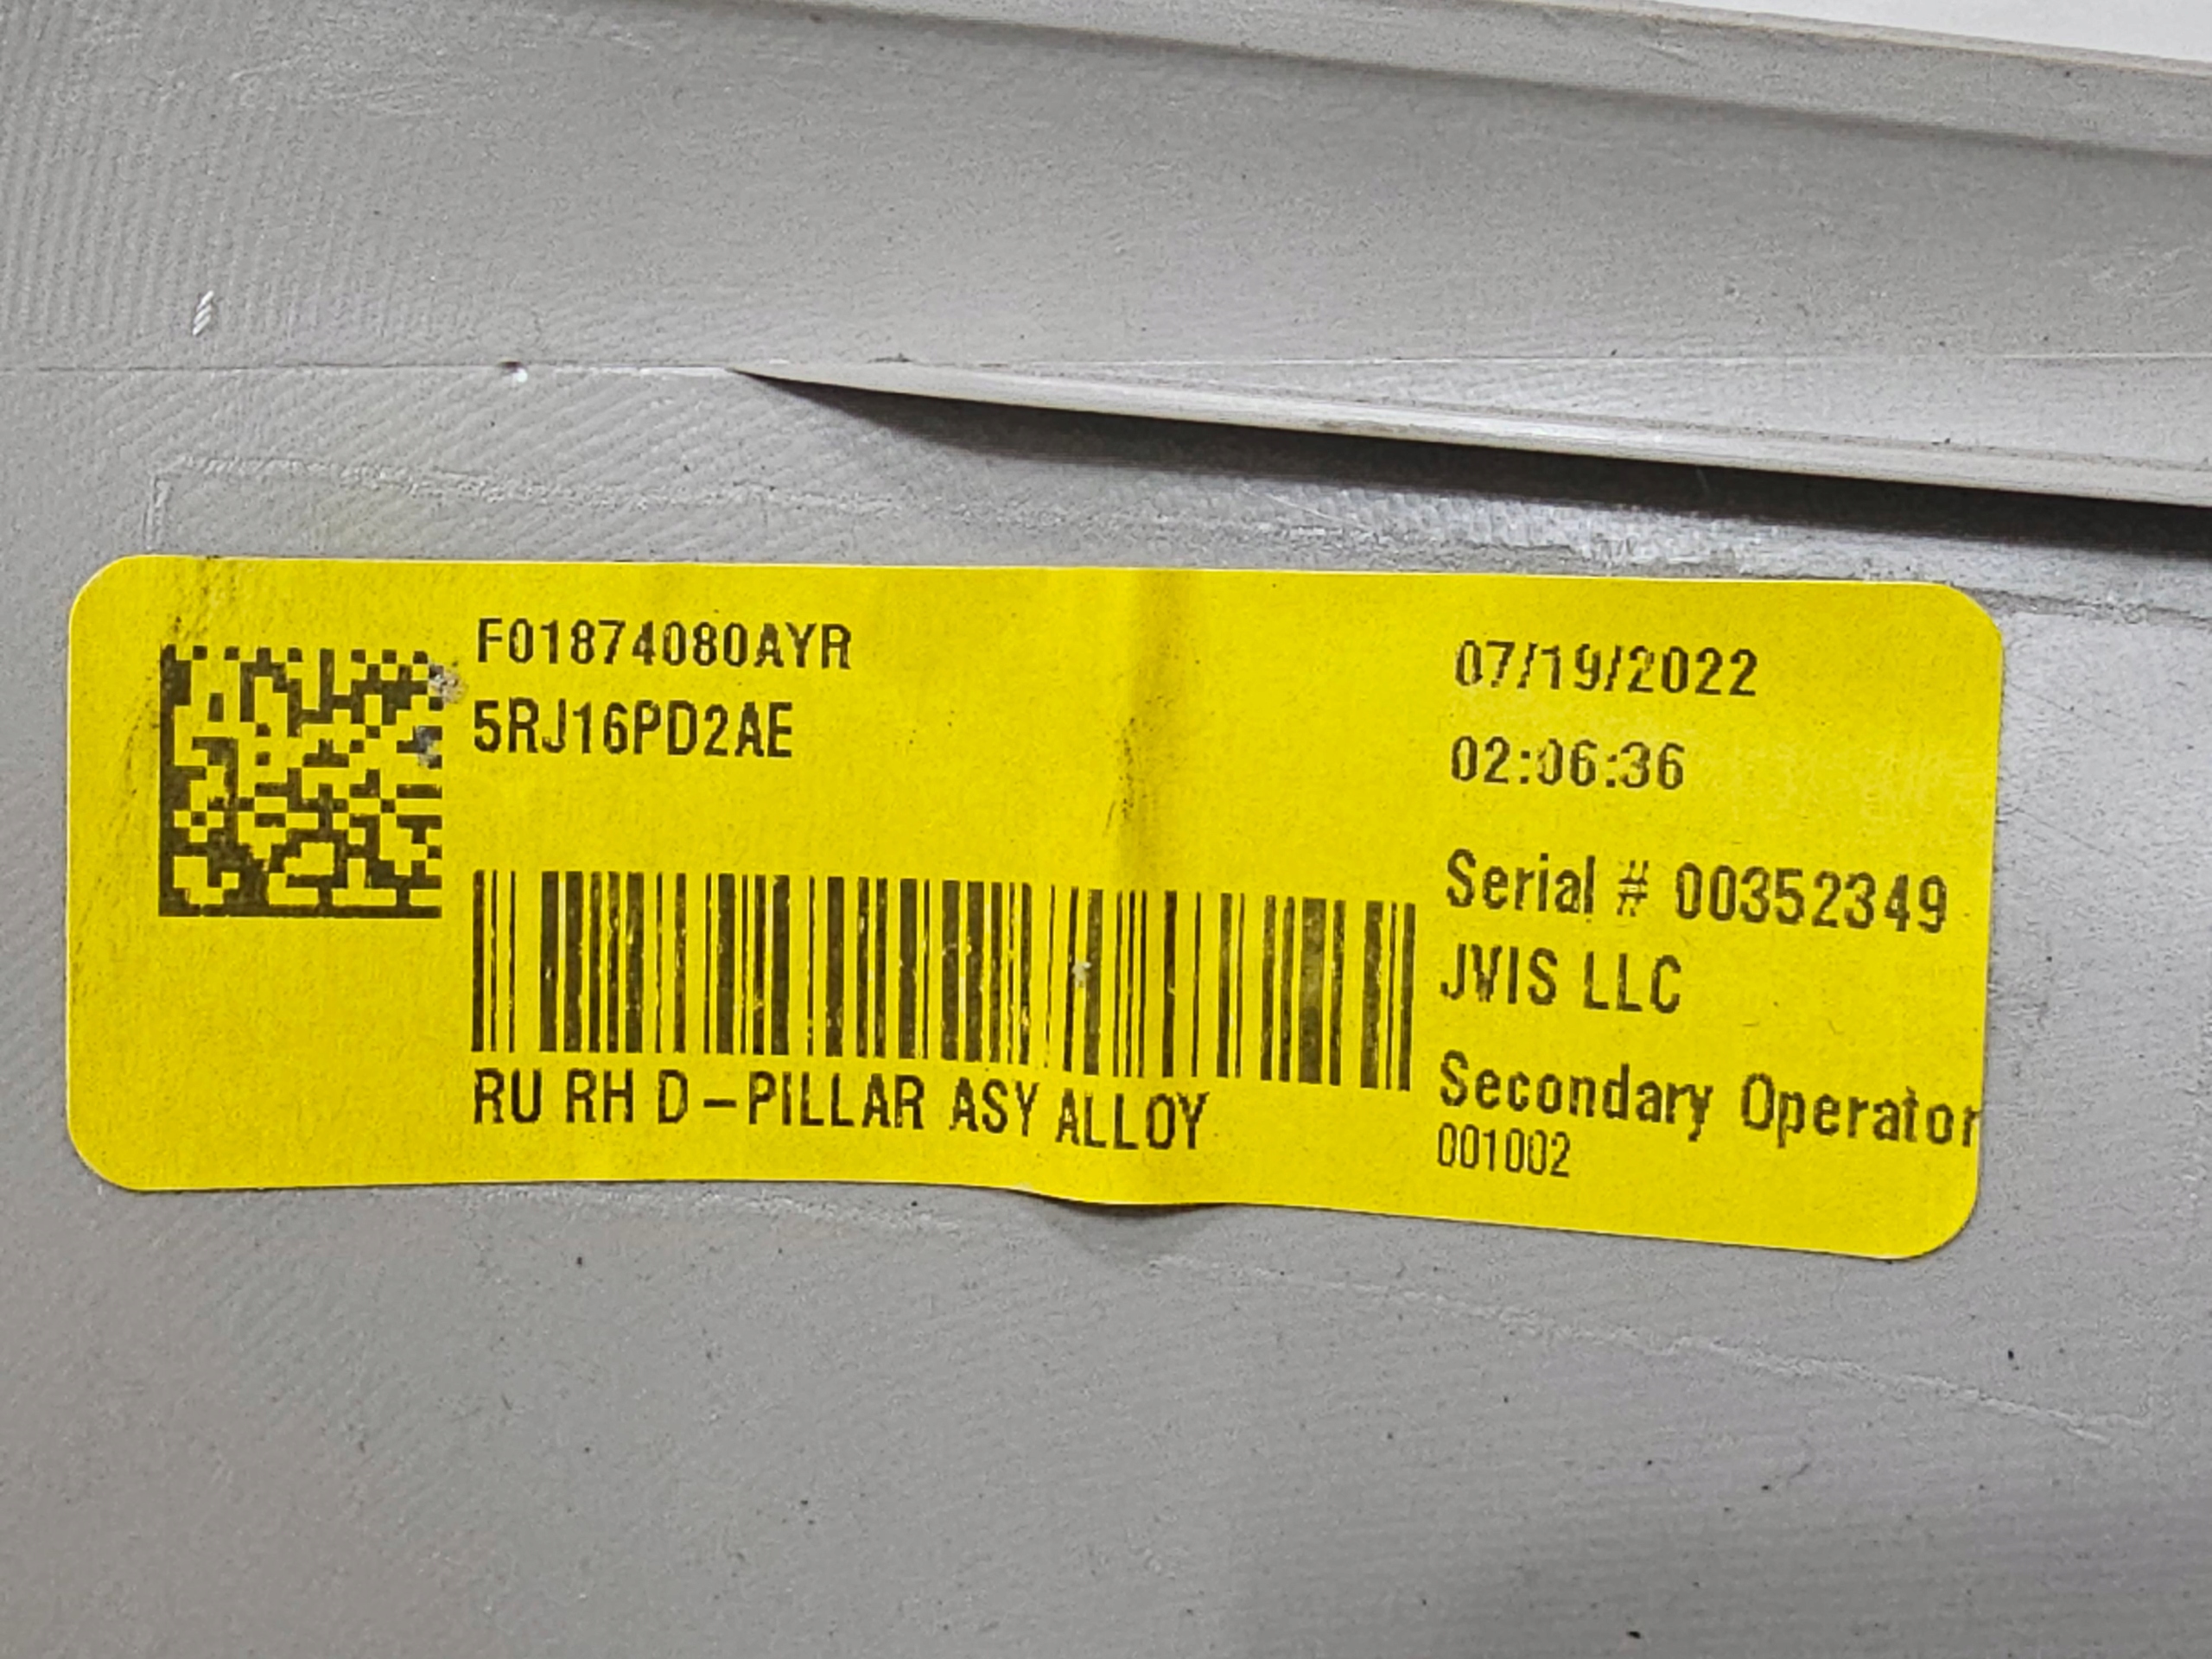 F01874080AYR
5RJ16PD2AE
RU RH D-PILLAR ASY ALLOY
07/19/2022
02:06:36
Serial # 00352349
JVIS LLC
Secondary Operator
001002